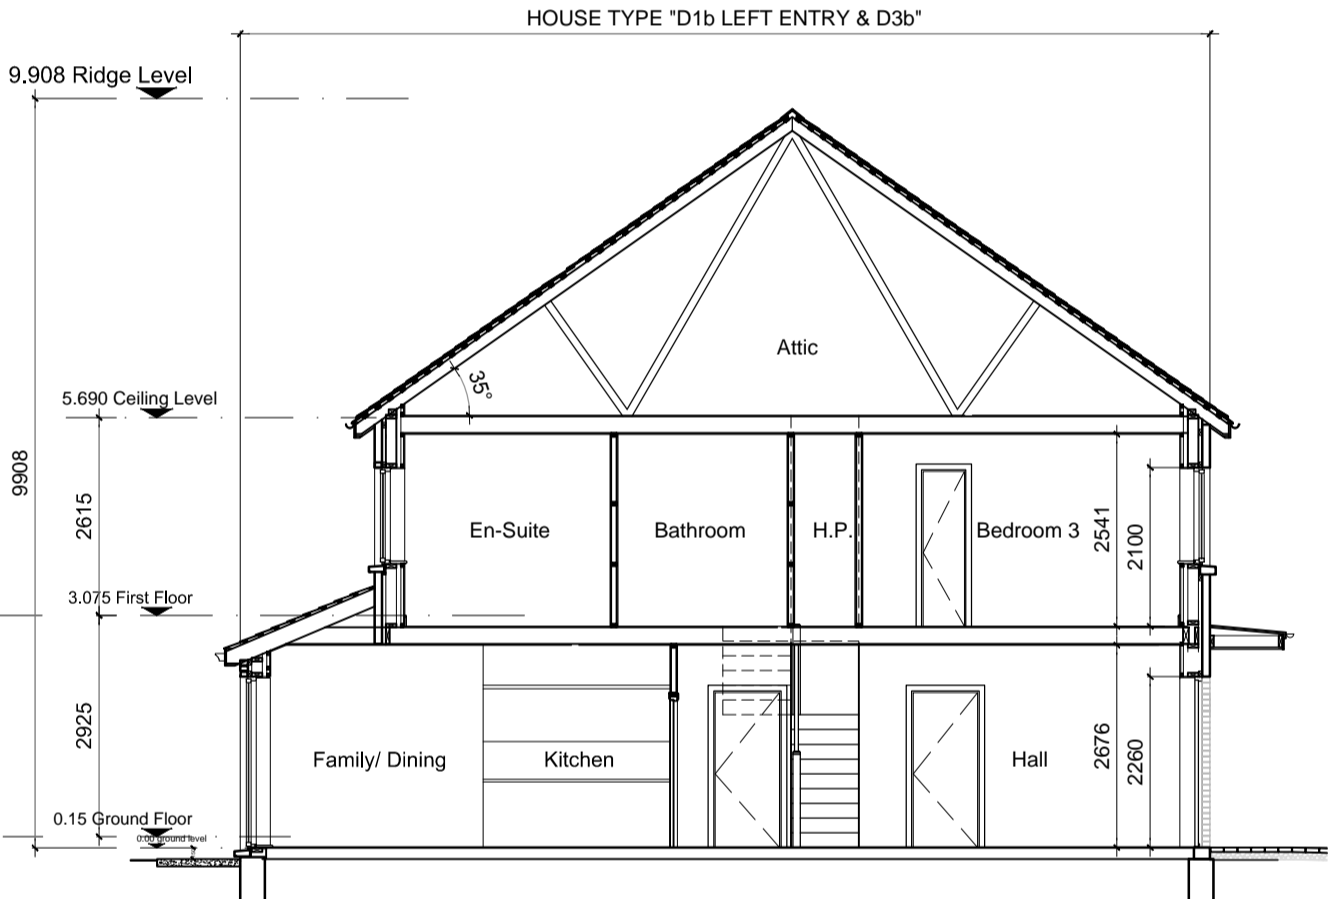 HOUSE TYPE "D1b LEFT ENTRY & D3b"
9.908 Ridge Level
35°
Attic
5.690 Ceiling Level
9908
2615
En-Suite
Bathroom
H.P.
Bedroom 3
2541
2100
3.075 First Floor
2925
Family/ Dining
Kitchen
Hall
2676
2260
0.15 Ground Floor
0.00 ground level